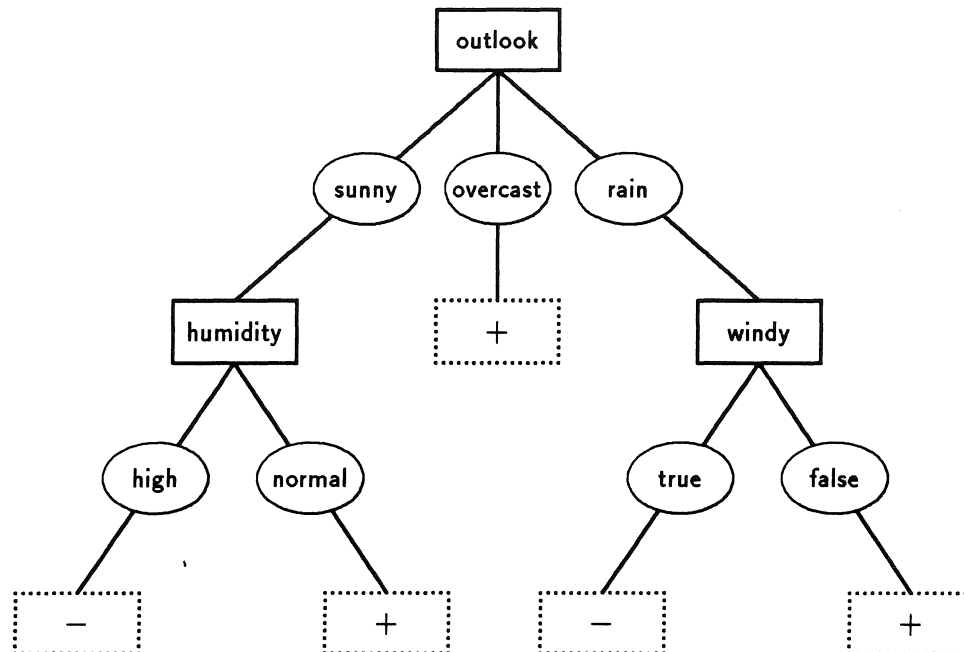 outlook
sunny overcast rain
humidity + windy
high normal true false
− + − +